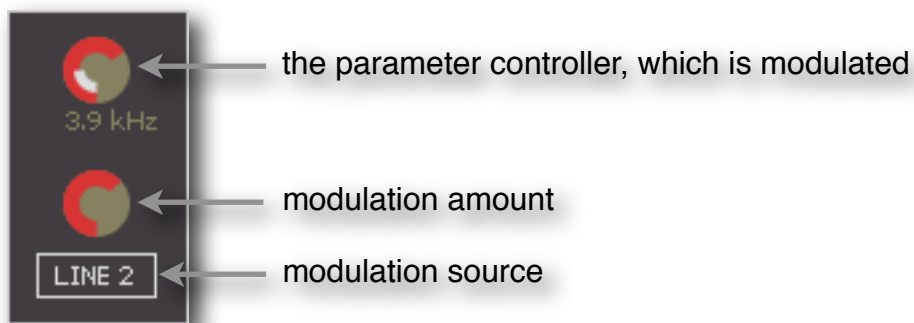 the parameter controller, which is modulated
3.9 kHz
modulation amount
LINE 2
modulation source